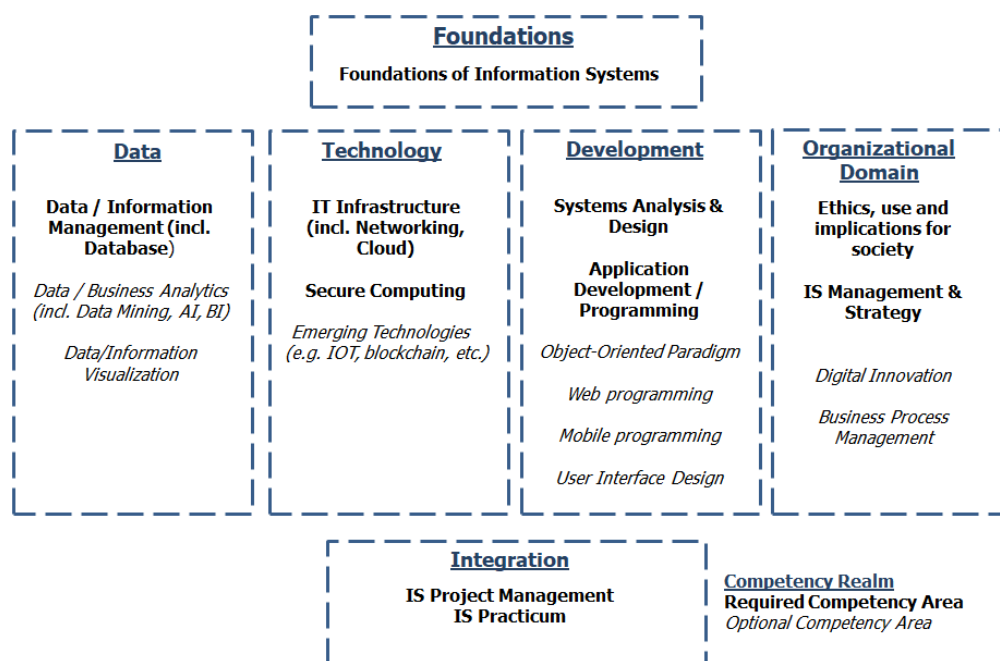 Foundations
Foundations of Information Systems
Data
Data / Information
Management (incl.
Database)
Data / Business Analytics
(incl. Data Mining, AI, BI)
Data/Information
Visualization
Technology
IT Infrastructure
(incl. Networking,
Cloud)
Secure Computing
Emerging Technologies
(e.g. IOT, blockchain, etc.)
Development
Systems Analysis &
Design
Application
Development /
Programming
Object-Oriented Paradigm
Web programming
Mobile programming
User Interface Design
Organizational
Domain
Ethics, use and
implications for
society
IS Management &
Strategy
Digital Innovation
Business Process
Management
Integration
IS Project Management
IS Practicum
Competency Realm
Required Competency Area
Optional Competency Area